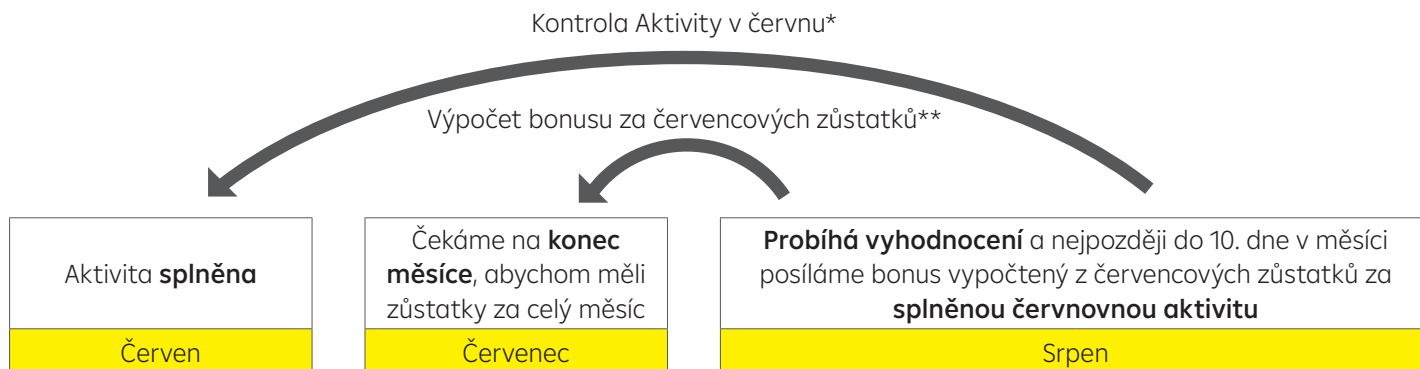 Kontrola Aktivity v červnu*
Výpočet bonusu za červencových zůstatků**
Aktivita splněna
Červen
Čekáme na konec
měsíce, abychom měli
zůstatky za celý měsíc
Červenec
Probíhá vyhodnocení a nejpozději do 10. dne v měsíci
posíláme bonus vypočtený z červencových zůstatků za
splněnou červnovnou aktivitu
Srpen